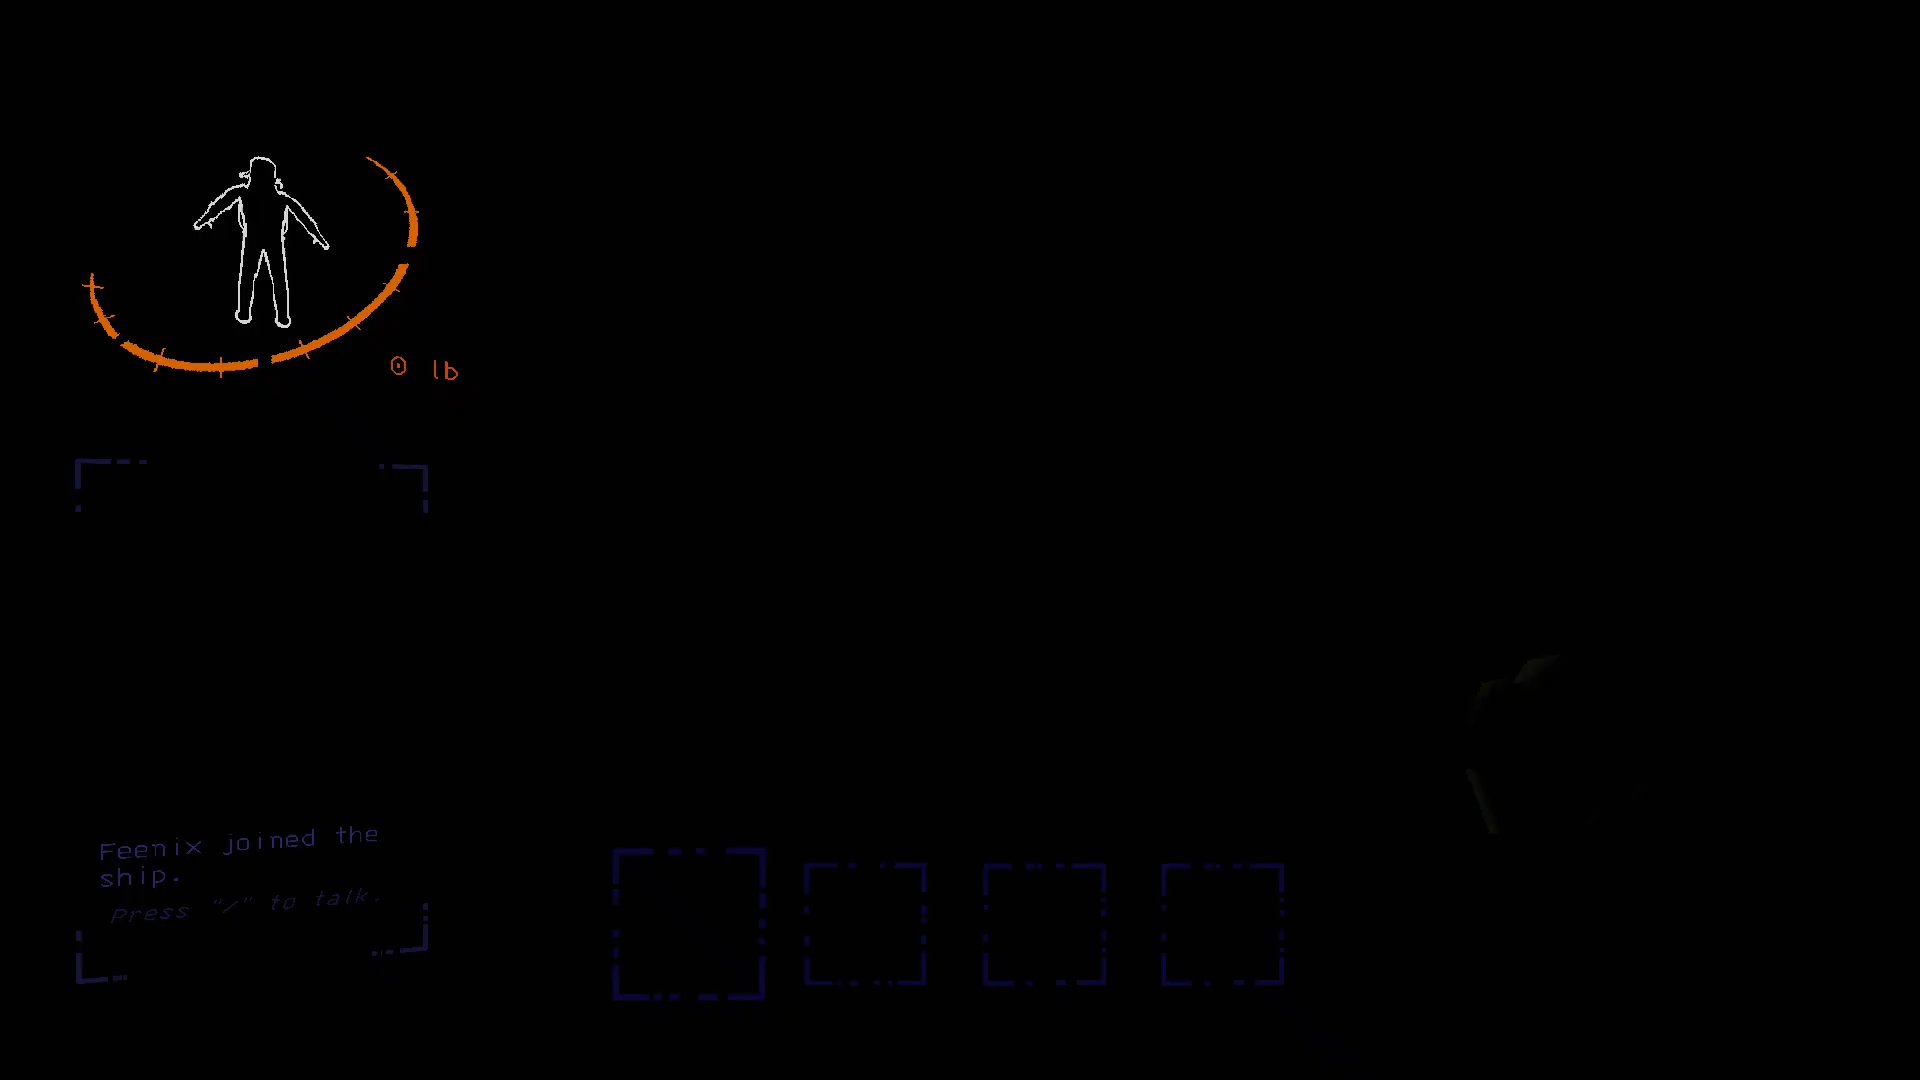 0 lb
Feenix joined the
ship.
Press "/" to talk.